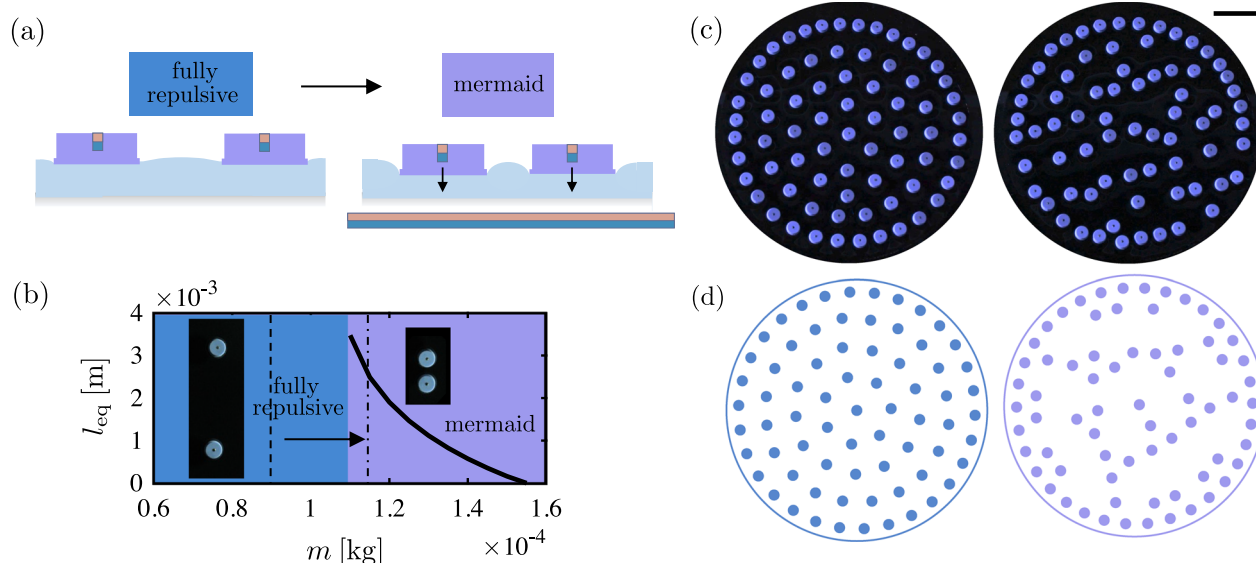 (a)
fully
repulsive
mermaid
(b)
×10⁻³
l_eq [m]
4
3
2
1
0
fully
repulsive
mermaid
0.6
0.8
1
1.2
1.4
1.6
m [kg]
×10⁻⁴
(c)
(d)